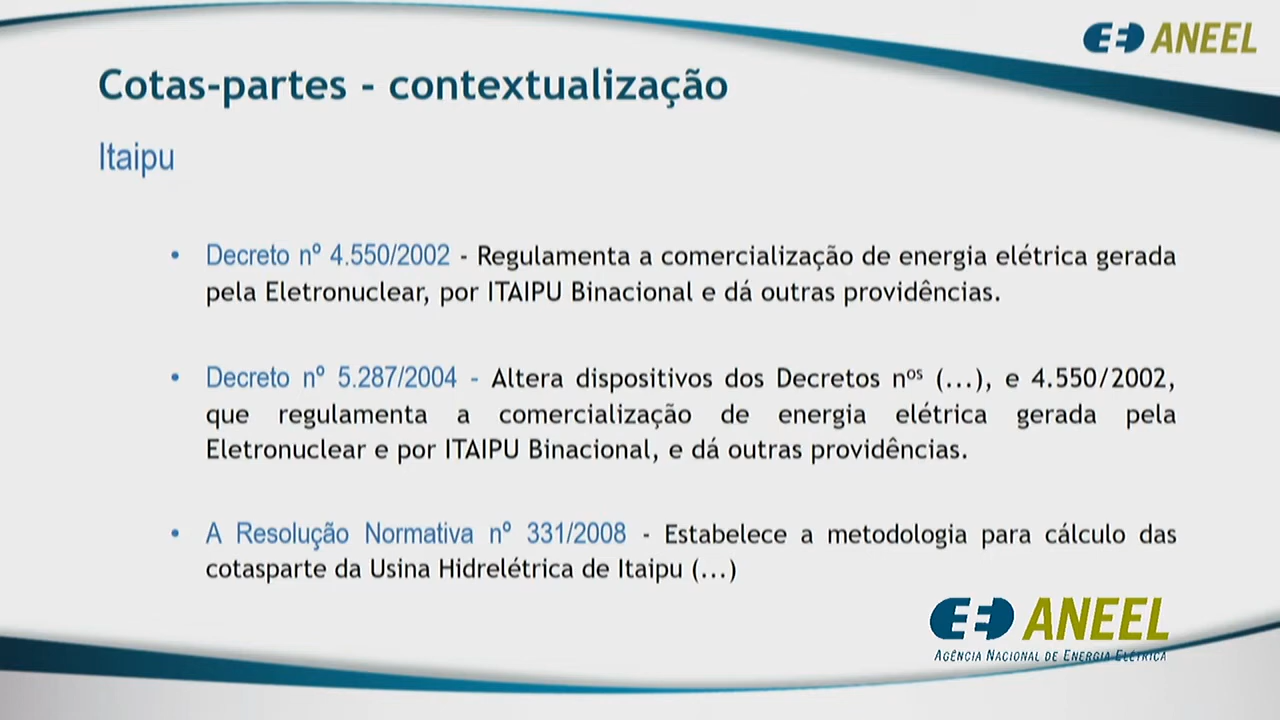 ANEEL
Cotas-partes - contextualização
Itaipu
• Decreto nº 4.550/2002 - Regulamenta a comercialização de energia elétrica gerada
pela Eletronuclear, por ITAIPU Binacional e dá outras providências.
• Decreto nº 5.287/2004 - Altera dispositivos dos Decretos nos (...), e 4.550/2002,
que regulamenta a comercialização de energia elétrica gerada pela
Eletronuclear e por ITAIPU Binacional, e dá outras providências.
• A Resolução Normativa nº 331/2008 - Estabelece a metodologia para cálculo das
cotasparte da Usina Hidrelétrica de Itaipu (...)
ANEEL
AGÊNCIA NACIONAL DE ENERGIA ELÉTRICA